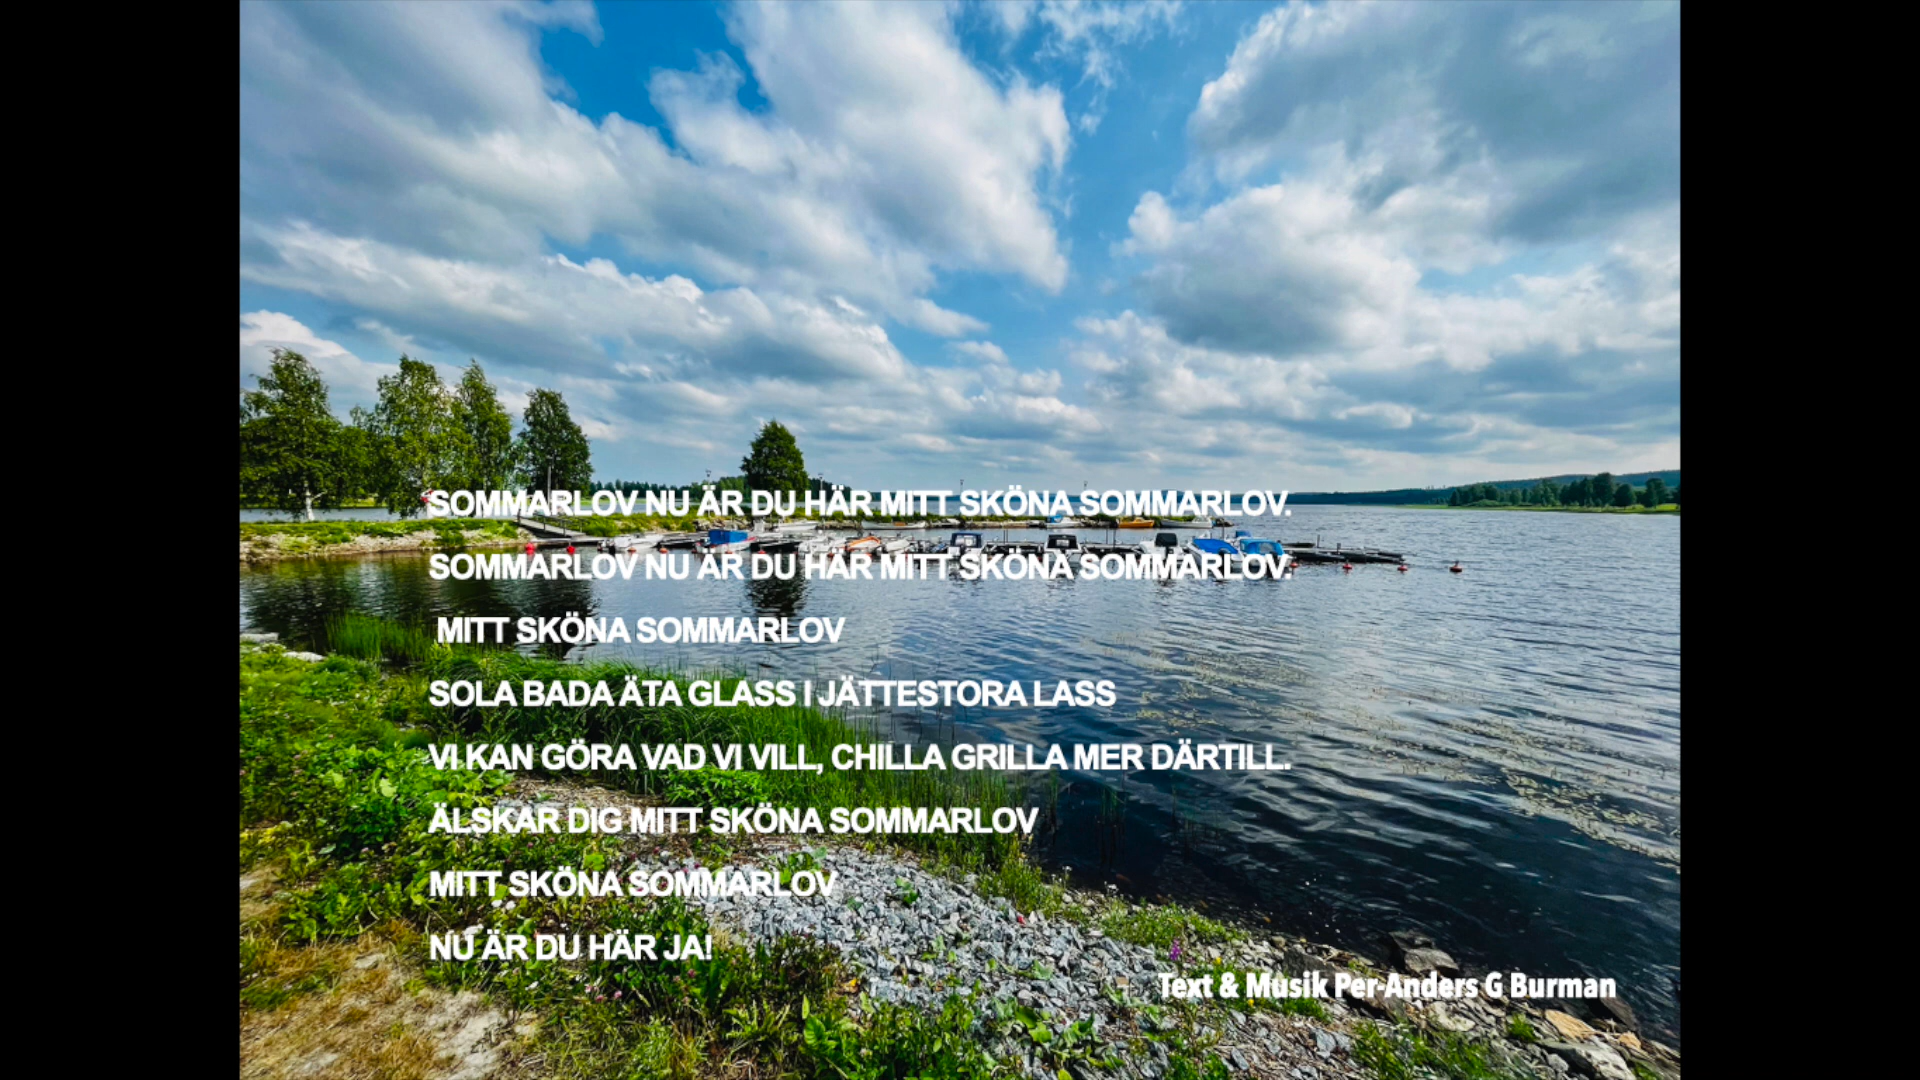 SOMMARLOV NU ÄR DU HÄR MITT SKÖNA SOMMARLOV.
SOMMARLOV NU ÄR DU HÄR MITT SKÖNA SOMMARLOV.
MITT SKÖNA SOMMARLOV
SOLA BADA ÄTA GLASS I JÄTTESTORA LASS
VI KAN GÖRA VAD VI VILL, CHILLA GRILLA MER DÄRTILL.
ÄLSKAR DIG MITT SKÖNA SOMMARLOV
MITT SKÖNA SOMMARLOV
NU ÄR DU HÄR JA!
Text & Musik Per-Anders G Burman